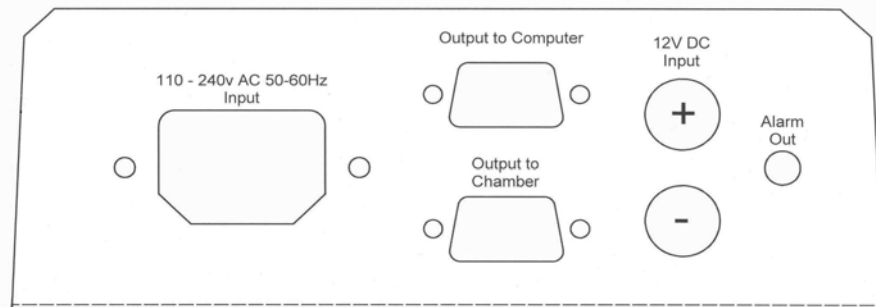 110 - 240v AC 50-60Hz
Input
Output to Computer
Output to
Chamber
12V DC
Input
+
-
Alarm
Out